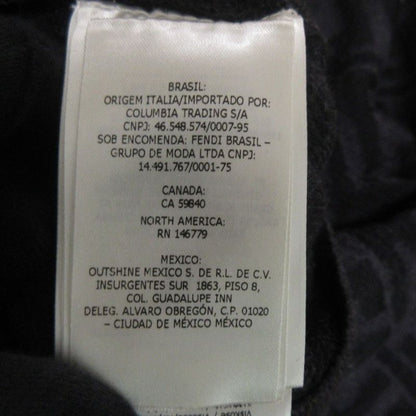 BRASIL:
ORIGEM ITALIA/IMPORTADO POR:
COLUMBIA TRADING S/A
CNPJ: 46.548.574/0007-95
SOB ENCOMENDA: FENDI BRASIL –
GRUPO DE MODA LTDA CNPJ:
14.491.767/0001-75
CANADA:
CA 59840
NORTH AMERICA:
RN 146779
MEXICO:
OUTSHINE MEXICO S. DE R.L. DE C.V.
INSURGENTES SUR 1863, PISO 8,
COL. GUADALUPE INN
DELEG. ALVARO OBREGÓN, C.P. 01020
– CIUDAD DE MÉXICO MÉXICO